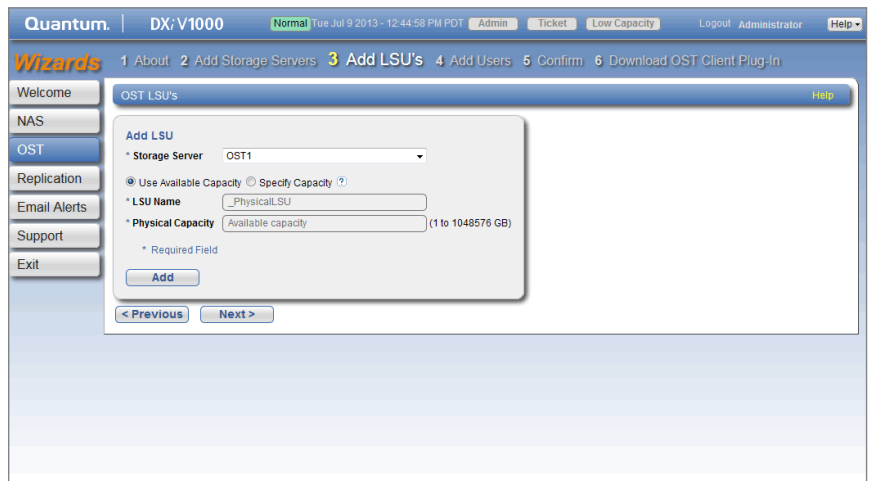 Quantum. DXi V1000 Normal Tue Jul 9 2013 - 12:44:58 PM PDT Admin Ticket Low Capacity Logout Administrator Help
Wizards 1 About 2 Add Storage Servers 3 Add LSU's 4 Add Users 5 Confirm 6 Download OST Client Plug-In
Welcome
NAS
OST
Replication
Email Alerts
Support
Exit
OST LSU's Help
Add LSU
* Storage Server OST1
Use Available Capacity Specify Capacity ?
* LSU Name _PhysicalLSU
* Physical Capacity Available capacity (1 to 1048576 GB)
* Required Field
Add
< Previous Next >